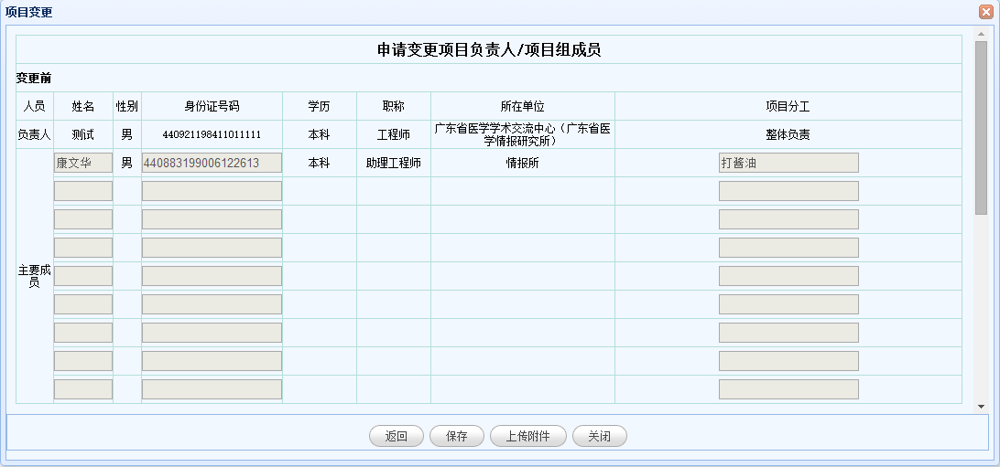 项目变更
申请变更项目负责人/项目组成员
变更前
人员 姓名 性别 身份证号码 学历 职称 所在单位 项目分工
负责人 测试 男 440921198411011111 本科 工程师 广东省医学学术交流中心（广东省医
学情报研究所） 整体负责
康文华 男 440883199006122613 本科 助理工程师 情报所 打酱油
主要成
员
返回 保存 上传附件 关闭